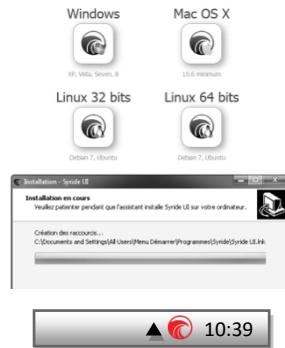 Windows
Mac OS X
XP, Vista, Seven, 8
10.6 minimum
Linux 32 bits
Linux 64 bits
Debian 7, Ubuntu
Debian 7, Ubuntu
Installation - Syride UI
Installation en cours
Veuillez patienter pendant que l'assistant installe Syride UI sur votre ordinateur.
Création des raccourcis...
C:\Documents and Settings\All Users\Menu Démarrer\Programmes\Syride\Syride UI.lnk
10:39